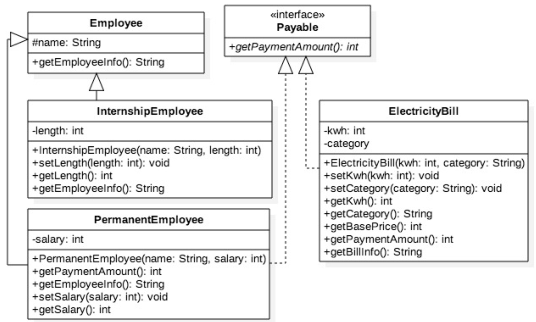 Employee
#name: String
+getEmployeeInfo(): String
«interface»
Payable
+getPaymentAmount(): int
InternshipEmployee
-length: int
+InternshipEmployee(name: String, length: int)
+setLength(length: int): void
+getLength(): int
+getEmployeeInfo(): String
ElectricityBill
-kwh: int
-category
+ElectricityBill(kwh: int, category: String)
+setKwh(kwh: int): void
+setCategory(category: String): void
+getKwh(): int
+getCategory(): String
+getBasePrice(): int
+getPaymentAmount(): int
+getBillInfo(): String
PermanentEmployee
-salary: int
+PermanentEmployee(name: String, salary: int)
+getPaymentAmount(): int
+getEmployeeInfo(): String
+setSalary(salary: int): void
+getSalary(): int